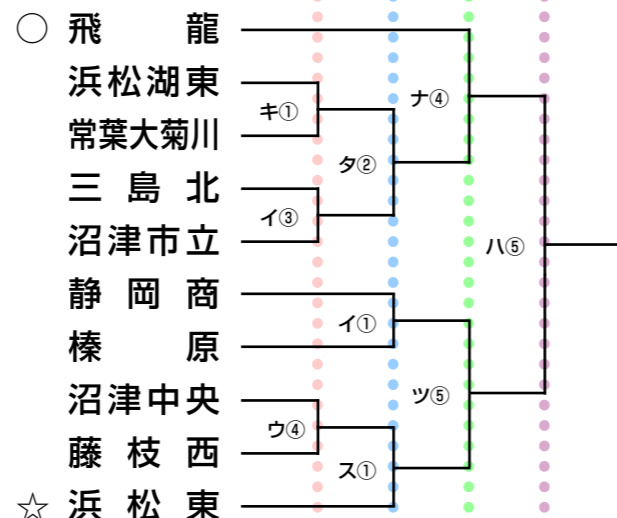 ○ 飛龍
浜松湖東
常葉大菊川
三島北
沼津市立
静岡商
榛原
沼津中央
藤枝西
☆ 浜松東
キ①
イ③
ウ④
タ②
イ①
ス①
ナ④
ツ⑤
ハ⑤